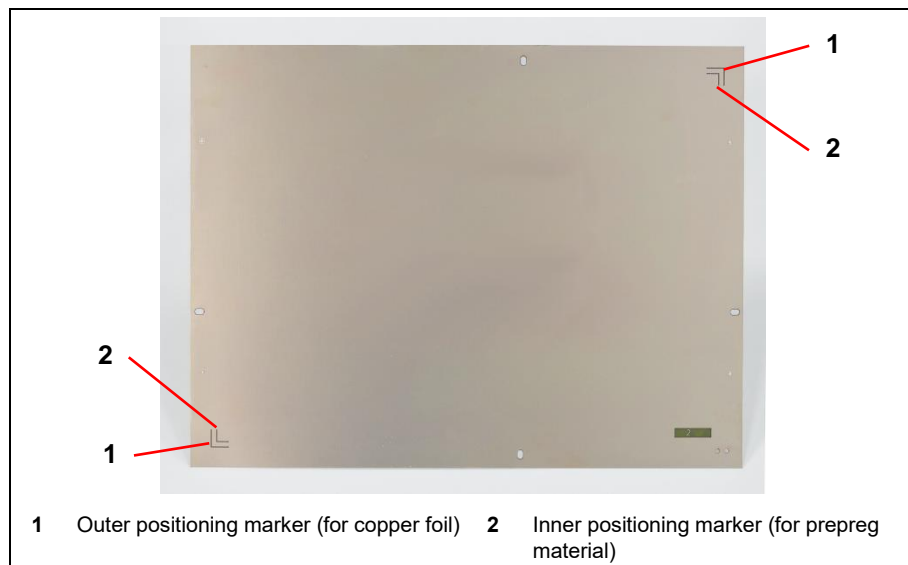 1
2
2
1
1 Outer positioning marker (for copper foil) 2 Inner positioning marker (for prepreg
material)